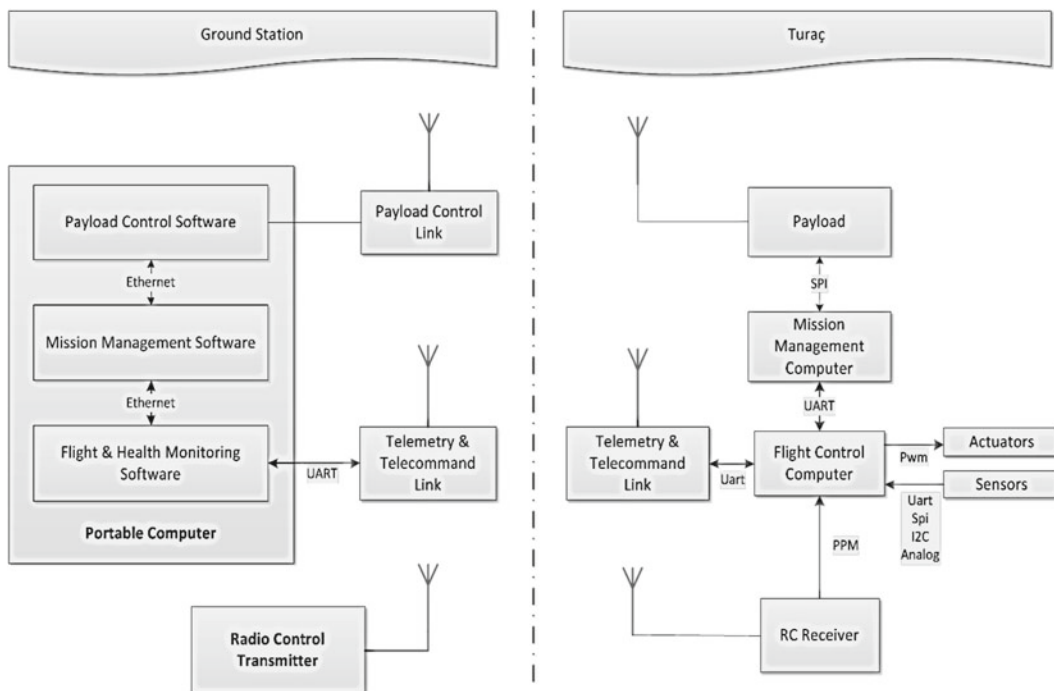 Ground Station
Payload Control Software
Payload Control
Link
Ethernet
Mission Management Software
Ethernet
Flight & Health Monitoring
Software
UART
Telemetry &
Telecommand
Link
Portable Computer
Radio Control
Transmitter
Turaç
Payload
SPI
Mission
Management
Computer
UART
Telemetry &
Telecommand
Link
Uart
Flight Control
Computer
Pwm
Actuators
Sensors
Uart
Spi
I2C
Analog
PPM
RC Receiver